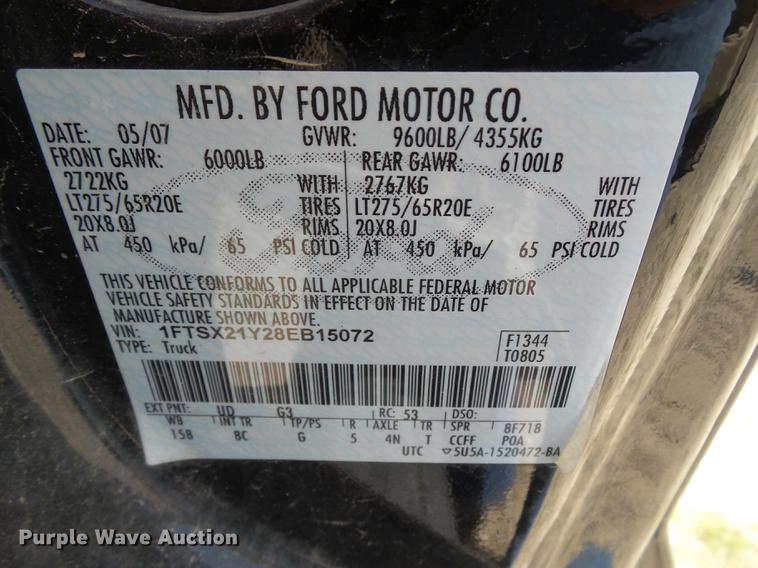 MFD. BY FORD MOTOR CO.
DATE: 05/07 GVWR: 9600LB/ 4355KG
FRONT GAWR: 6000LB REAR GAWR: 6100LB
2722KG WITH 2767KG WITH
LT275/65R20E TIRES LT275/65R20E TIRES
20X8.0J RIMS 20X8.0J RIMS
AT 450 kPa/ 65 PSI COLD AT 450 kPa/ 65 PSI COLD
THIS VEHICLE CONFORMS TO ALL APPLICABLE FEDERAL MOTOR
VEHICLE SAFETY STANDARDS IN EFFECT ON THE DATE OF
MANUFACTURE SHOWN ABOVE.
VIN: 1FTSX21Y28EB15072 F1344
TYPE: Truck T0805
EXT PNT: UD G3 RC: 53 DSO:
WB INT TR TP/PS R AXLE TR SPR 8F718
158 8C G 5 4N T CCFF POA
UTC 5U5A-1520472-BA
Purple Wave Auction®